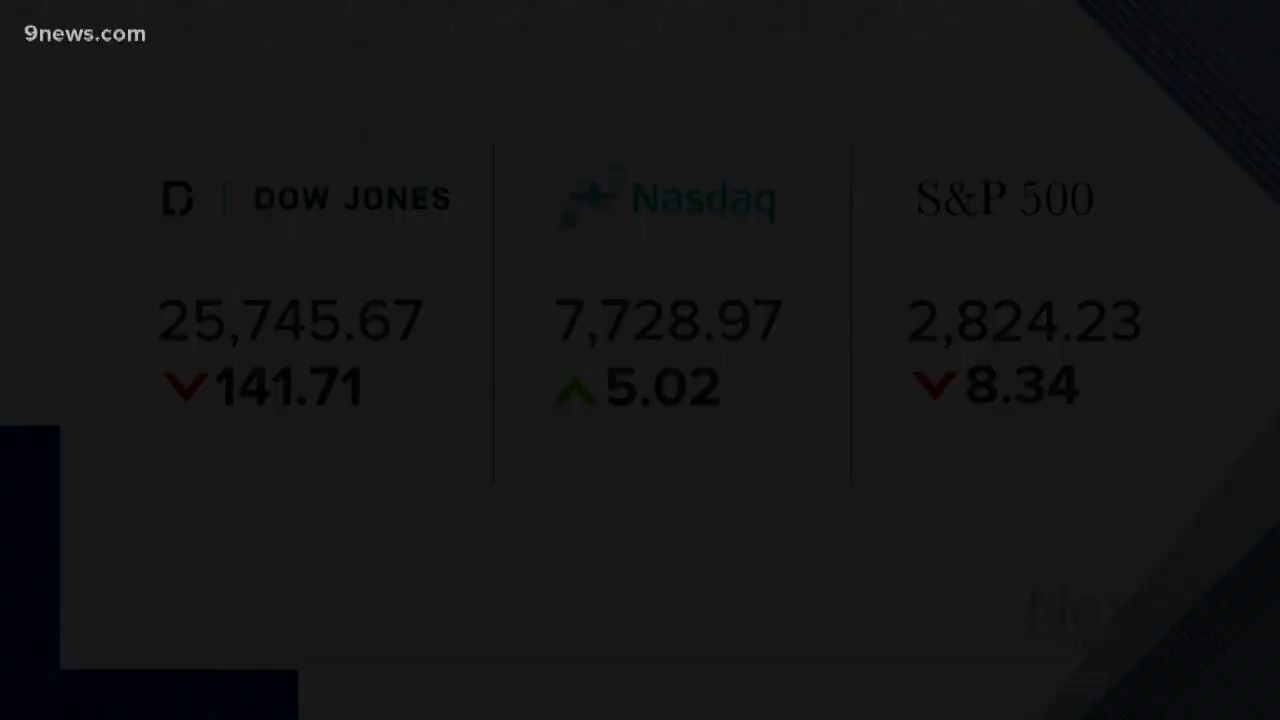 9news.com
DOW JONES
Nasdaq
S&P 500
25,745.67
7,728.97
2,824.23
141.71
5.02
8.34